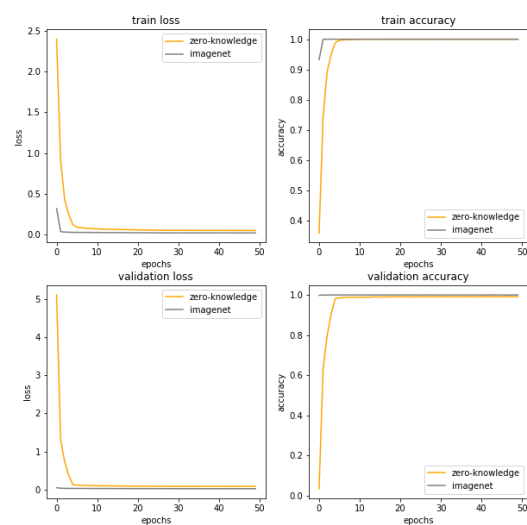 train loss
2.5
2.0
1.5
1.0
0.5
0.0
loss
0 10 20 30 40 50
epochs
zero-knowledge
imagenet
train accuracy
1.0
0.9
0.8
0.7
0.6
0.5
0.4
accuracy
0 10 20 30 40 50
epochs
zero-knowledge
imagenet
validation loss
5
4
3
2
1
0
loss
0 10 20 30 40 50
epochs
zero-knowledge
imagenet
validation accuracy
1.0
0.8
0.6
0.4
0.2
0.0
accuracy
0 10 20 30 40 50
epochs
zero-knowledge
imagenet